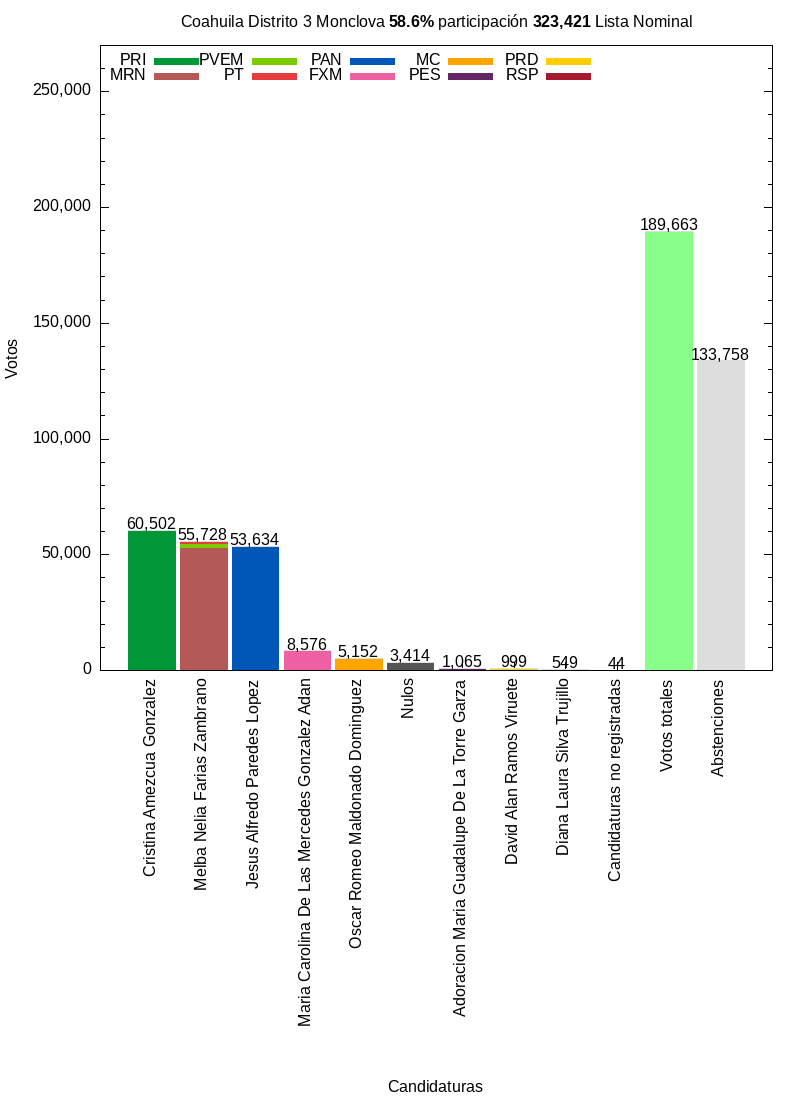 Coahuila Distrito 3 Monclova 58.6% participación 323,421 Lista Nominal
PRI PVEM PAN MC PRD
MRN PT FXM PES RSP
250,000
200,000
150,000
100,000
50,000
0
Votos
60,502
55,728
53,634
8,576
5,152
3,414
1,065
999
549
44
189,663
133,758
Cristina Amezcua Gonzalez
Melba Nelia Farias Zambrano
Jesus Alfredo Paredes Lopez
Maria Carolina De Las Mercedes Gonzalez Adan
Oscar Romeo Maldonado Dominguez
Nulos
Adoracion Maria Guadalupe De La Torre Garza
David Alan Ramos Viruete
Diana Laura Silva Trujillo
Candidaturas no registradas
Votos totales
Abstenciones
Candidaturas